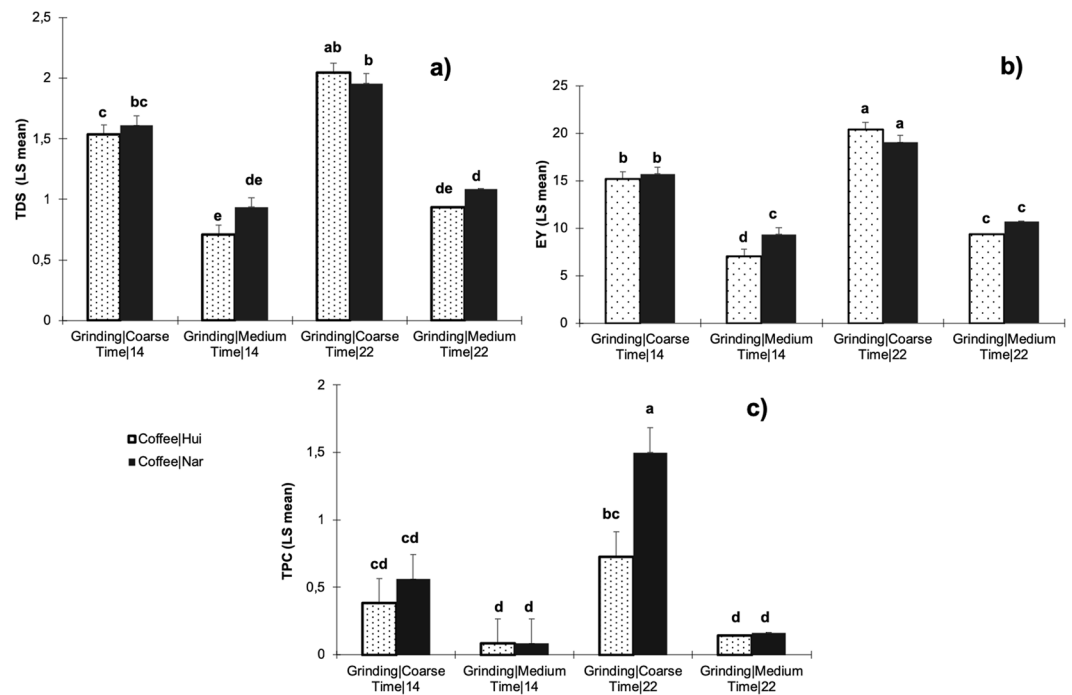 a)
TDS (LS mean)
2,5
2
1,5
1
0,5
0
c
bc
e
de
ab
b
de
d
Grinding|Coarse
Time|14
Grinding|Medium
Time|14
Grinding|Coarse
Time|22
Grinding|Medium
Time|22
b)
EY (LS mean)
25
20
15
10
5
0
b
b
d
c
a
a
c
c
Grinding|Coarse
Time|14
Grinding|Medium
Time|14
Grinding|Coarse
Time|22
Grinding|Medium
Time|22
Coffee|Hui
Coffee|Nar
c)
TPC (LS mean)
2
1,5
1
0,5
0
cd
cd
d
d
bc
a
d
d
Grinding|Coarse
Time|14
Grinding|Medium
Time|14
Grinding|Coarse
Time|22
Grinding|Medium
Time|22